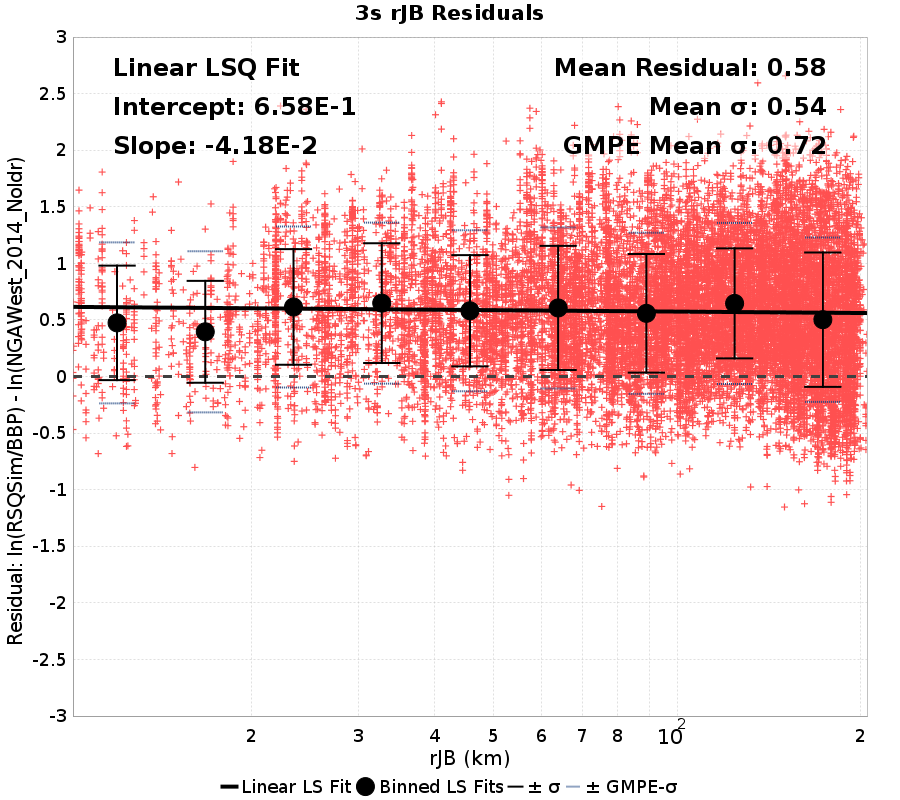 3s rJB Residuals
Linear LSQ Fit
Intercept: 6.58E-1
Slope: -4.18E-2
Mean Residual: 0.58
Mean σ: 0.54
GMPE Mean σ: 0.72
Residual: ln(RSQSim/BBP) - ln(NGAWest_2014_NoIdr)
3
2.5
2
1.5
1
0.5
0
-0.5
-1
-1.5
-2
-2.5
-3
2 3 4 5 6 7 8 10^2 2
rJB (km)
Linear LS Fit Binned LS Fits ± σ ± GMPE-σ